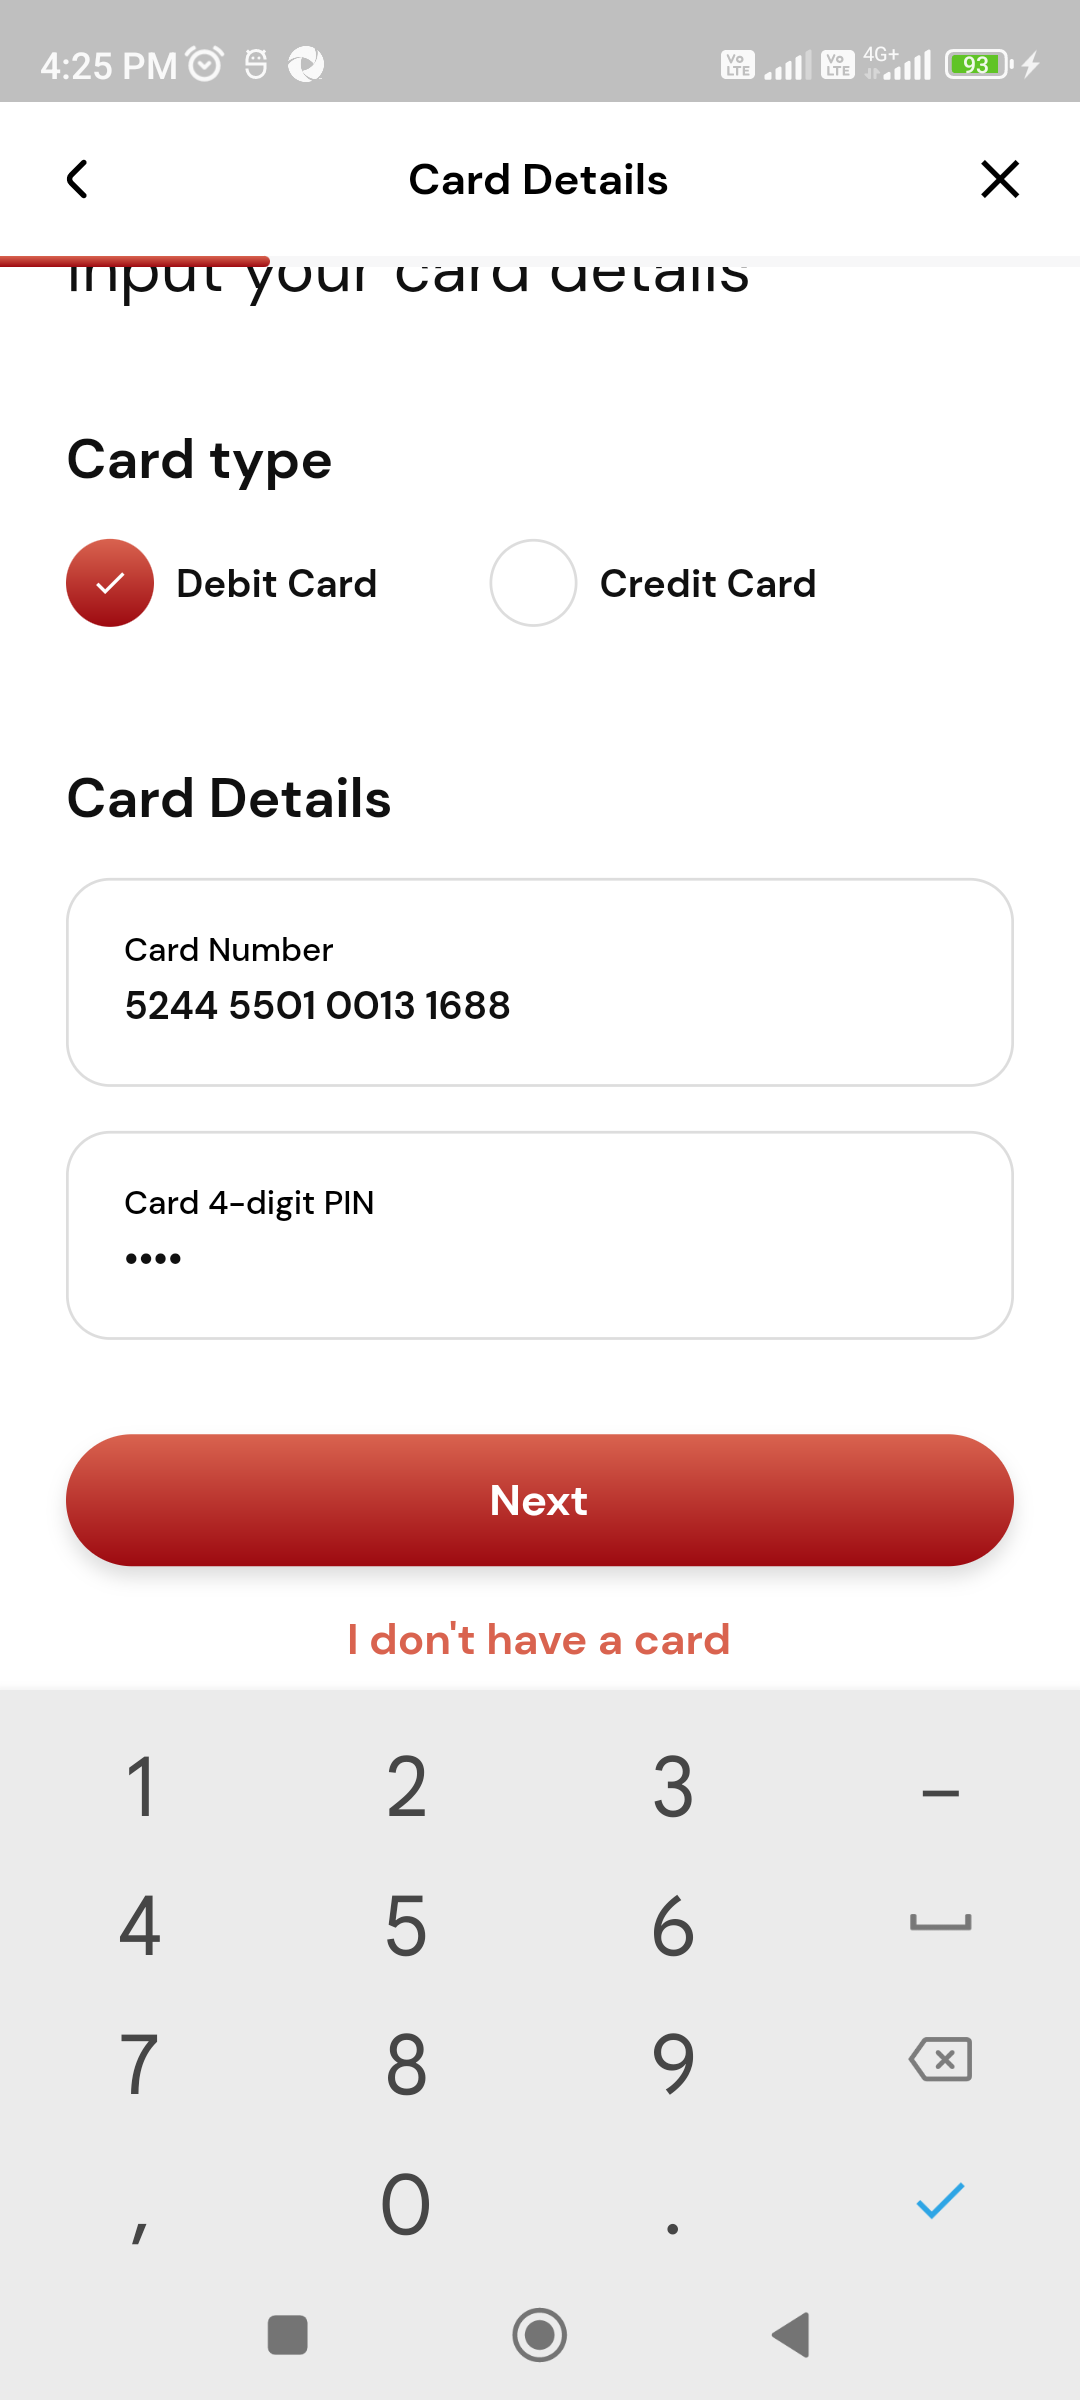 4:25 PM
Vo LTE
Vo LTE
4G+
93
Card Details
Input your card details
Card type
Debit Card
Credit Card
Card Details
Card Number
5244 5501 0013 1688
Card 4-digit PIN
••••
Next
I don't have a card
1 2 3 –
4 5 6
7 8 9
, 0 .